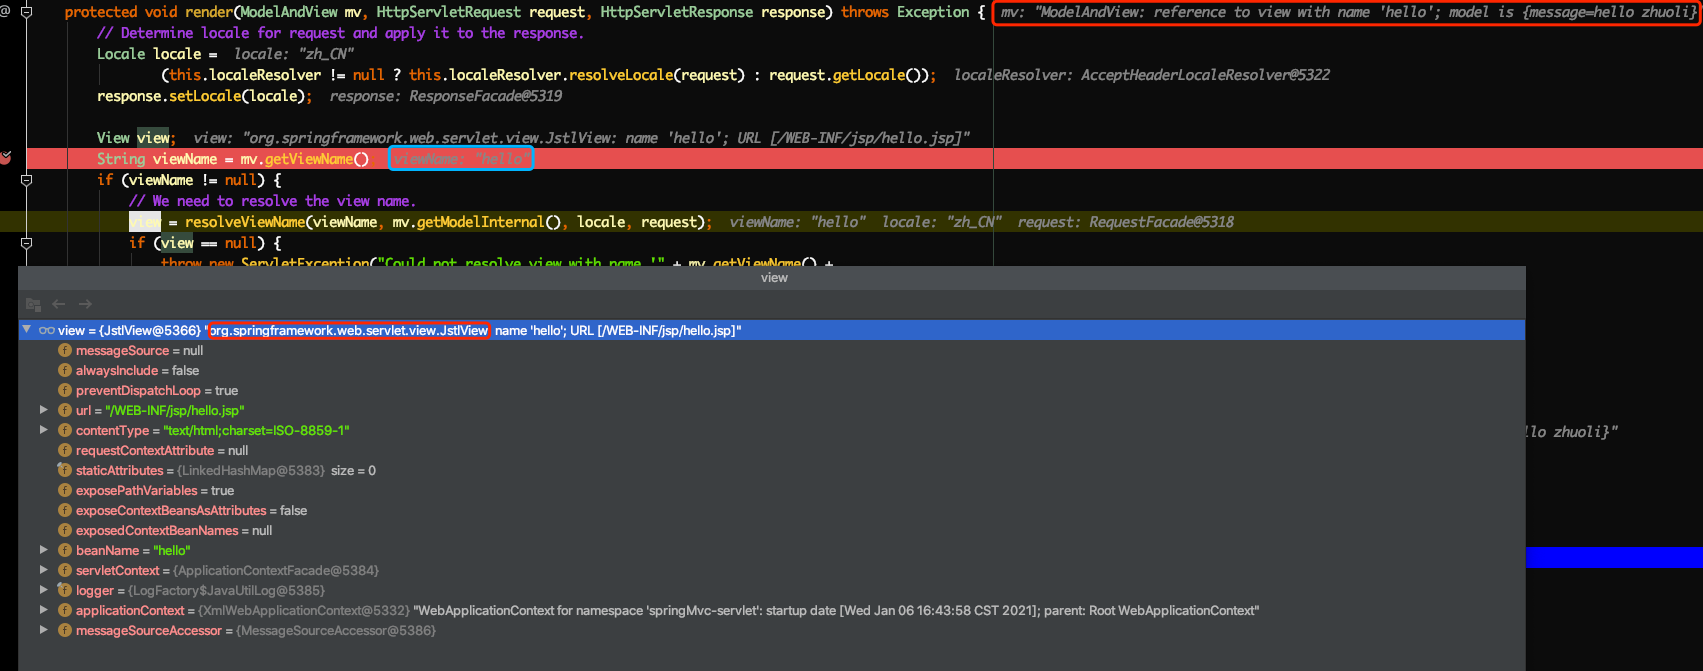 @ protected void render(ModelAndView mv, HttpServletRequest request, HttpServletResponse response) throws Exception { mv: "ModelAndView: reference to view with name 'hello'; model is {message=hello zhuoli}
// Determine locale for request and apply it to the response.
Locale locale = locale: "zh_CN"
(this.localeResolver != null ? this.localeResolver.resolveLocale(request) : request.getLocale()); localeResolver: AcceptHeaderLocaleResolver@5322
response.setLocale(locale); response: ResponseFacade@5319
View view; view: "org.springframework.web.servlet.view.JstlView: name 'hello'; URL [/WEB-INF/jsp/hello.jsp]"
String viewName = mv.getViewName() viewName: "hello"
if (viewName != null) {
// We need to resolve the view name.
view = resolveViewName(viewName, mv.getModelInternal(), locale, request); viewName: "hello" locale: "zh_CN" request: RequestFacade@5318
if (view == null) {
throw new ServletException("Could not resolve view with name '" + mv.getViewName() +
view
view = {JstlView@5366} "org.springframework.web.servlet.view.JstlView name 'hello'; URL [/WEB-INF/jsp/hello.jsp]"
f messageSource = null
f alwaysInclude = false
f preventDispatchLoop = true
f url = "/WEB-INF/jsp/hello.jsp"
f contentType = "text/html;charset=ISO-8859-1"
llo zhuoli}"
f requestContextAttribute = null
f staticAttributes = {LinkedHashMap@5383} size = 0
f exposePathVariables = true
f exposeContextBeansAsAttributes = false
f exposedContextBeanNames = null
f beanName = "hello"
f servletContext = {ApplicationContextFacade@5384}
f logger = {LogFactory$JavaUtilLog@5385}
f applicationContext = {XmlWebApplicationContext@5332} "WebApplicationContext for namespace 'springMvc-servlet': startup date [Wed Jan 06 16:43:58 CST 2021]; parent: Root WebApplicationContext"
f messageSourceAccessor = {MessageSourceAccessor@5386}